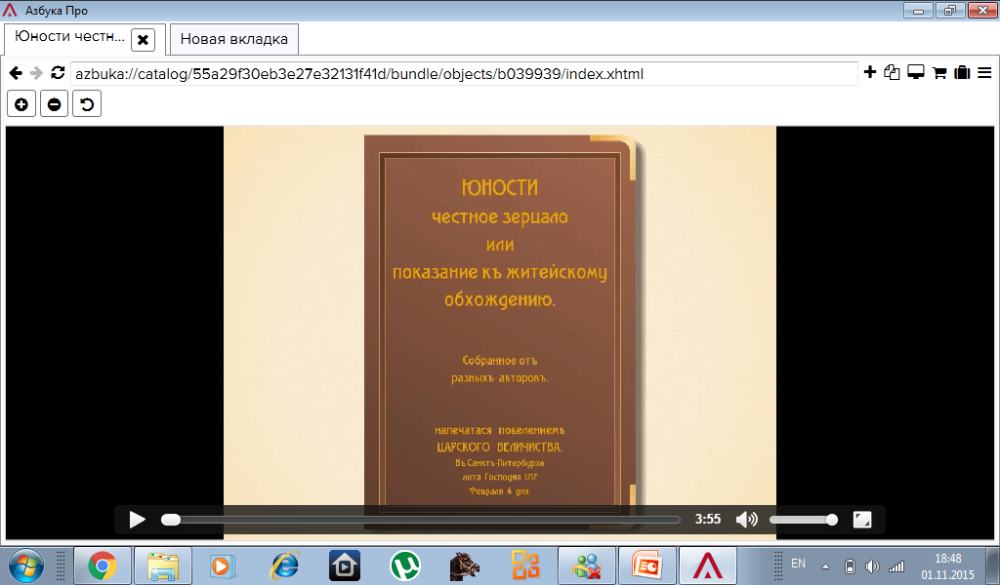 Азбука Про
Юности честн...
Новая вкладка
azbuka://catalog/55a29f30eb3e27e32131f41d/bundle/objects/b039939/index.xhtml
ЮНОСТИ
честное зерцало
или
показание къ житейскому
обхождению.
Собранное отъ
разныхъ авторовъ.
напечатася повелениемъ
ЦАРСКОГО ВЕЛИЧИСТВА.
Въ Санктъ-Питербурхе
лета Господня 1717
Февраля 4 дня.
3:55
EN
18:48
01.11.2015